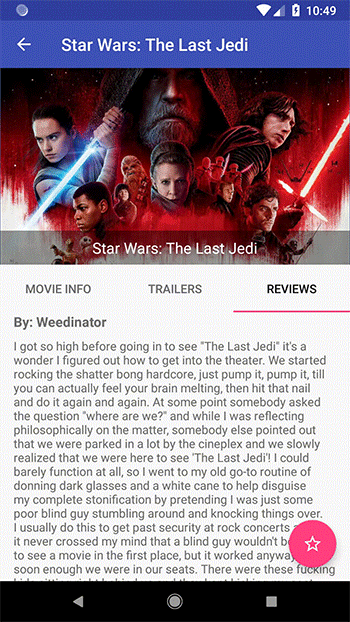 10:49
Star Wars: The Last Jedi
Star Wars: The Last Jedi
MOVIE INFO TRAILERS REVIEWS
By: Weedinator
I got so high before going in to see "The Last Jedi" it's a
wonder I figured out how to get into the theater. We started
rocking the shatter bong hardcore, just pump it, pump it, till
you can actually feel your brain melting, then hit that nail
and do it again and again. At some point somebody asked
the question "where are we?" and while I was reflecting
philosophically on the matter, somebody else pointed out
that we were parked in a lot by the cineplex and we slowly
realized that we were here to see 'The Last Jedi'! I could
barely function at all, so I went to my old go-to routine of
donning dark glasses and a white cane to help disguise
my complete stonification by pretending I was just some
poor blind guy stumbling around and knocking things over.
I usually do this to get past security at rock concerts
it never crossed my mind that a blind guy wouldn't
to see a movie in the first place, but it worked anyway,
soon enough we were in our seats. There were these fucking